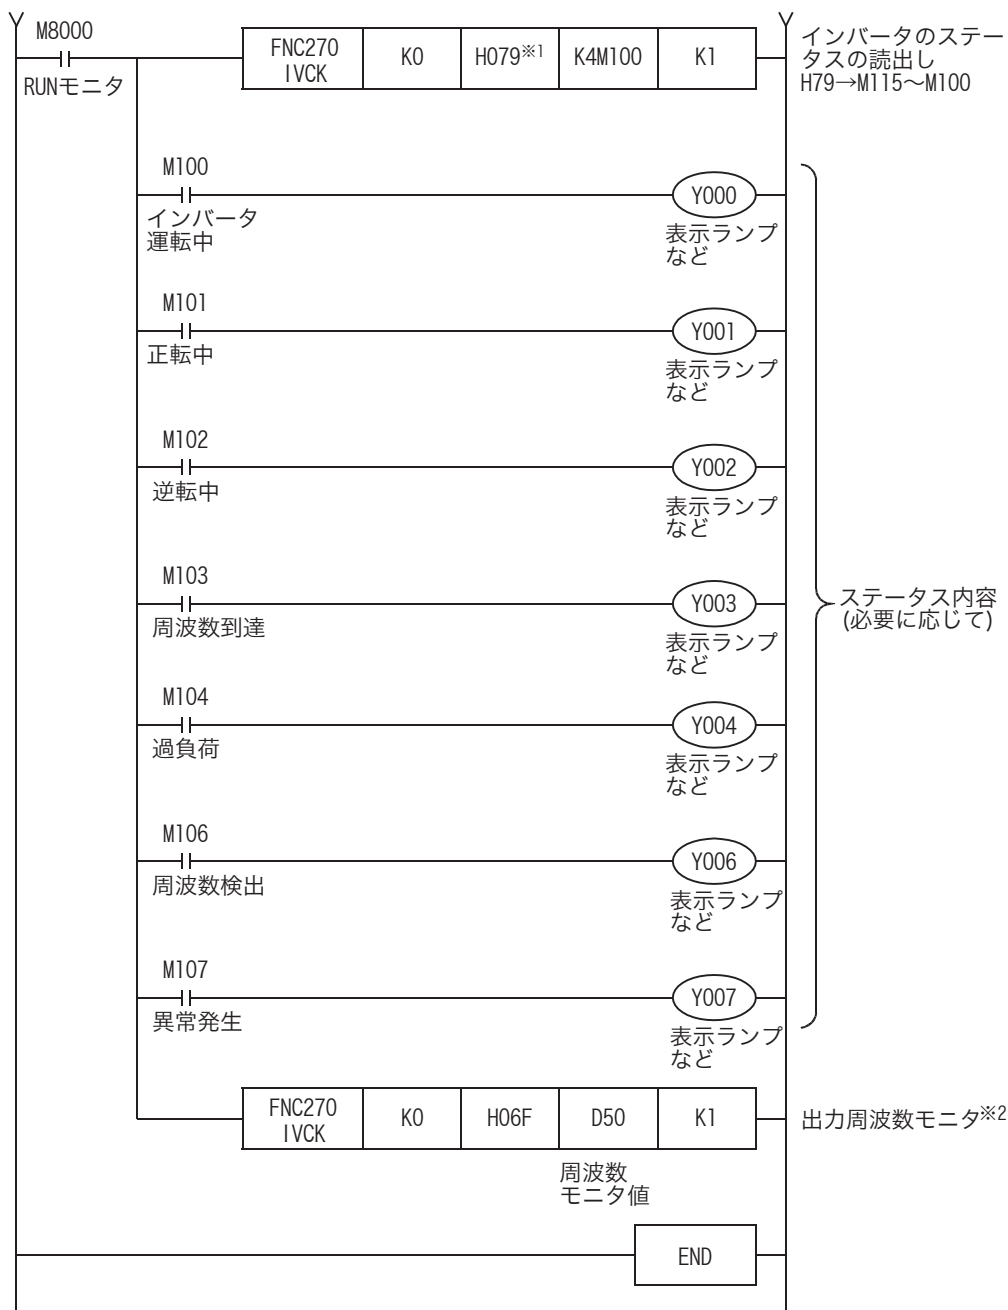 M8000
RUNモニタ
FNC270
IVCK
K0
H079※1
K4M100
K1
インバータのステー
タスの読出し
H79→M115～M100
M100
インバータ
運転中
Y000
表示ランプ
など
M101
正転中
Y001
表示ランプ
など
M102
逆転中
Y002
表示ランプ
など
M103
周波数到達
Y003
表示ランプ
など
ステータス内容
(必要に応じて)
M104
過負荷
Y004
表示ランプ
など
M106
周波数検出
Y006
表示ランプ
など
M107
異常発生
Y007
表示ランプ
など
FNC270
IVCK
K0
H06F
D50
K1
出力周波数モニタ※2
周波数
モニタ値
END